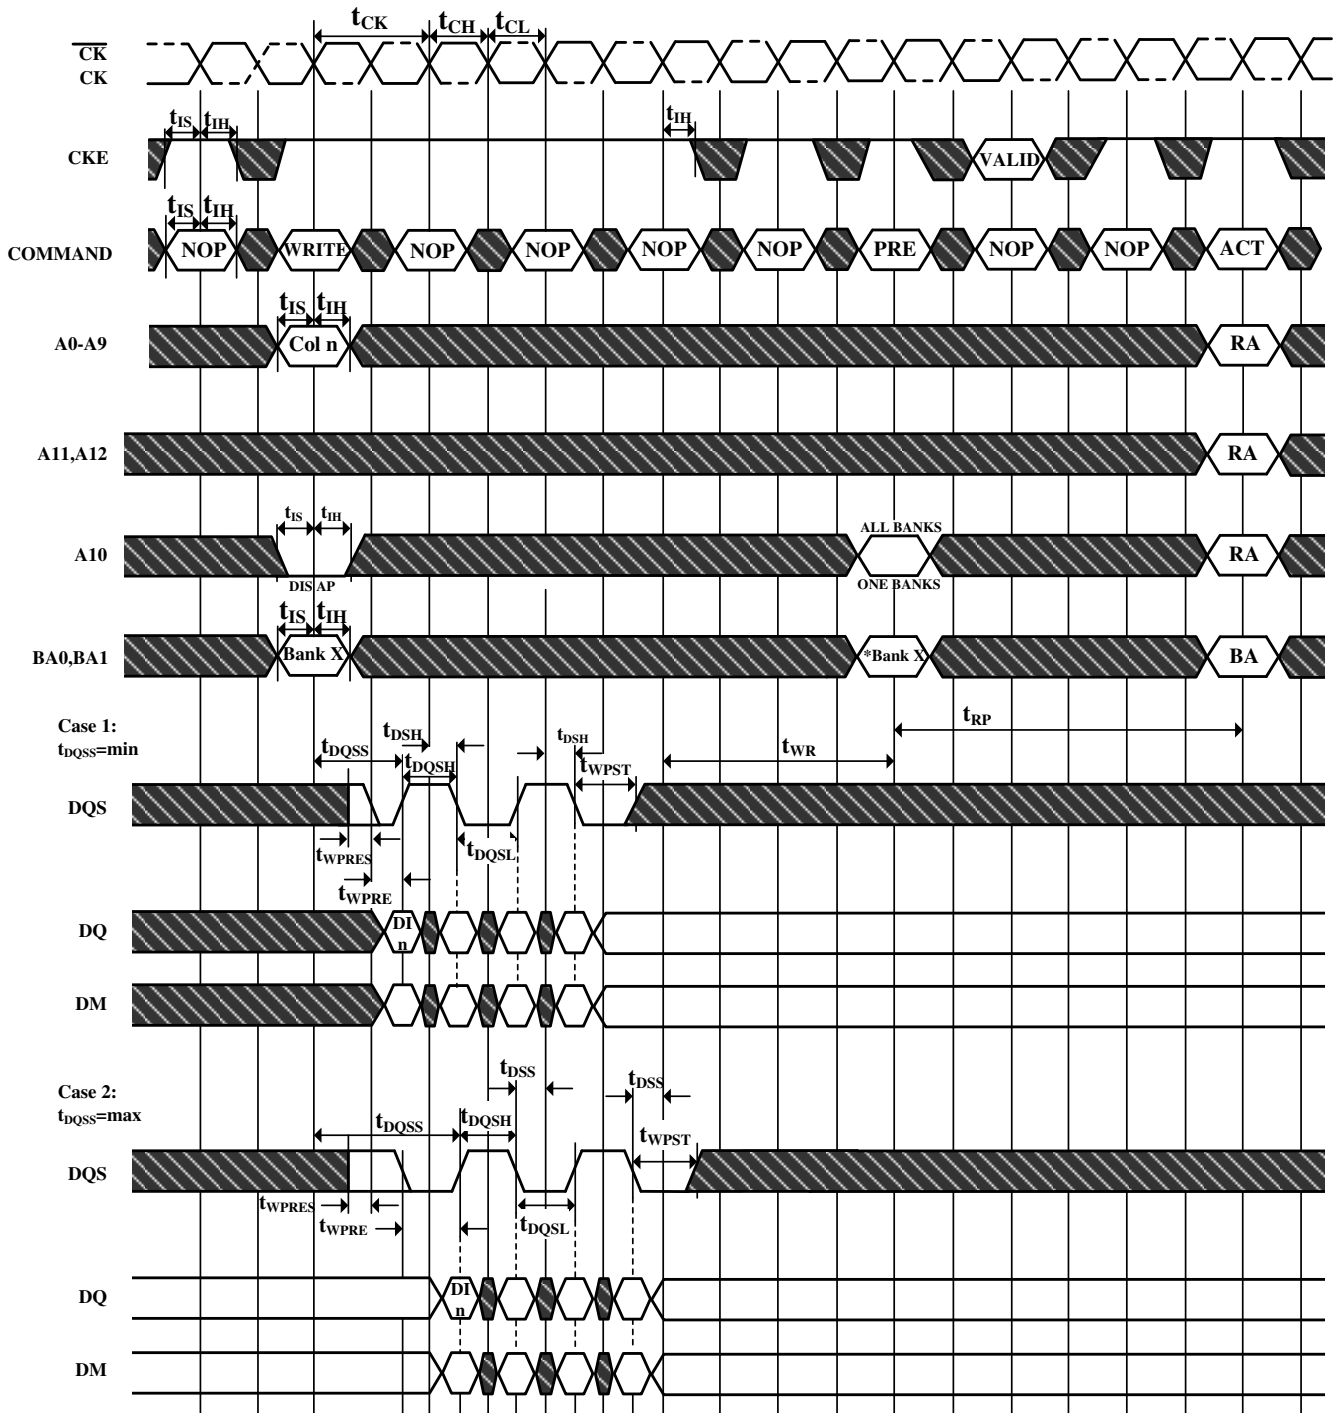 tCK tCH tCL
CK
CK
tIS tIH tIH
CKE VALID
tIS tIH
COMMAND NOP WRITE NOP NOP NOP NOP PRE NOP NOP ACT
tIS tIH
A0-A9 Col n RA
A11,A12 RA
tIS tIH ALL BANKS
A10 RA
DIS AP ONE BANKS
tIS tIH
BA0,BA1 Bank X *Bank X BA
Case 1:
tDQSS=min
tDSH tDSH tRP
tDQSS tDQSH tWPST tWR
DQS
tWPRES tDQSL
tWPRE
DQ DI n
DM
Case 2:
tDQSS=max
tDSS tDSS
tDQSS tDQSH tWPST
DQS
tWPRES
tWPRE tDQSL
DQ DI n
DM